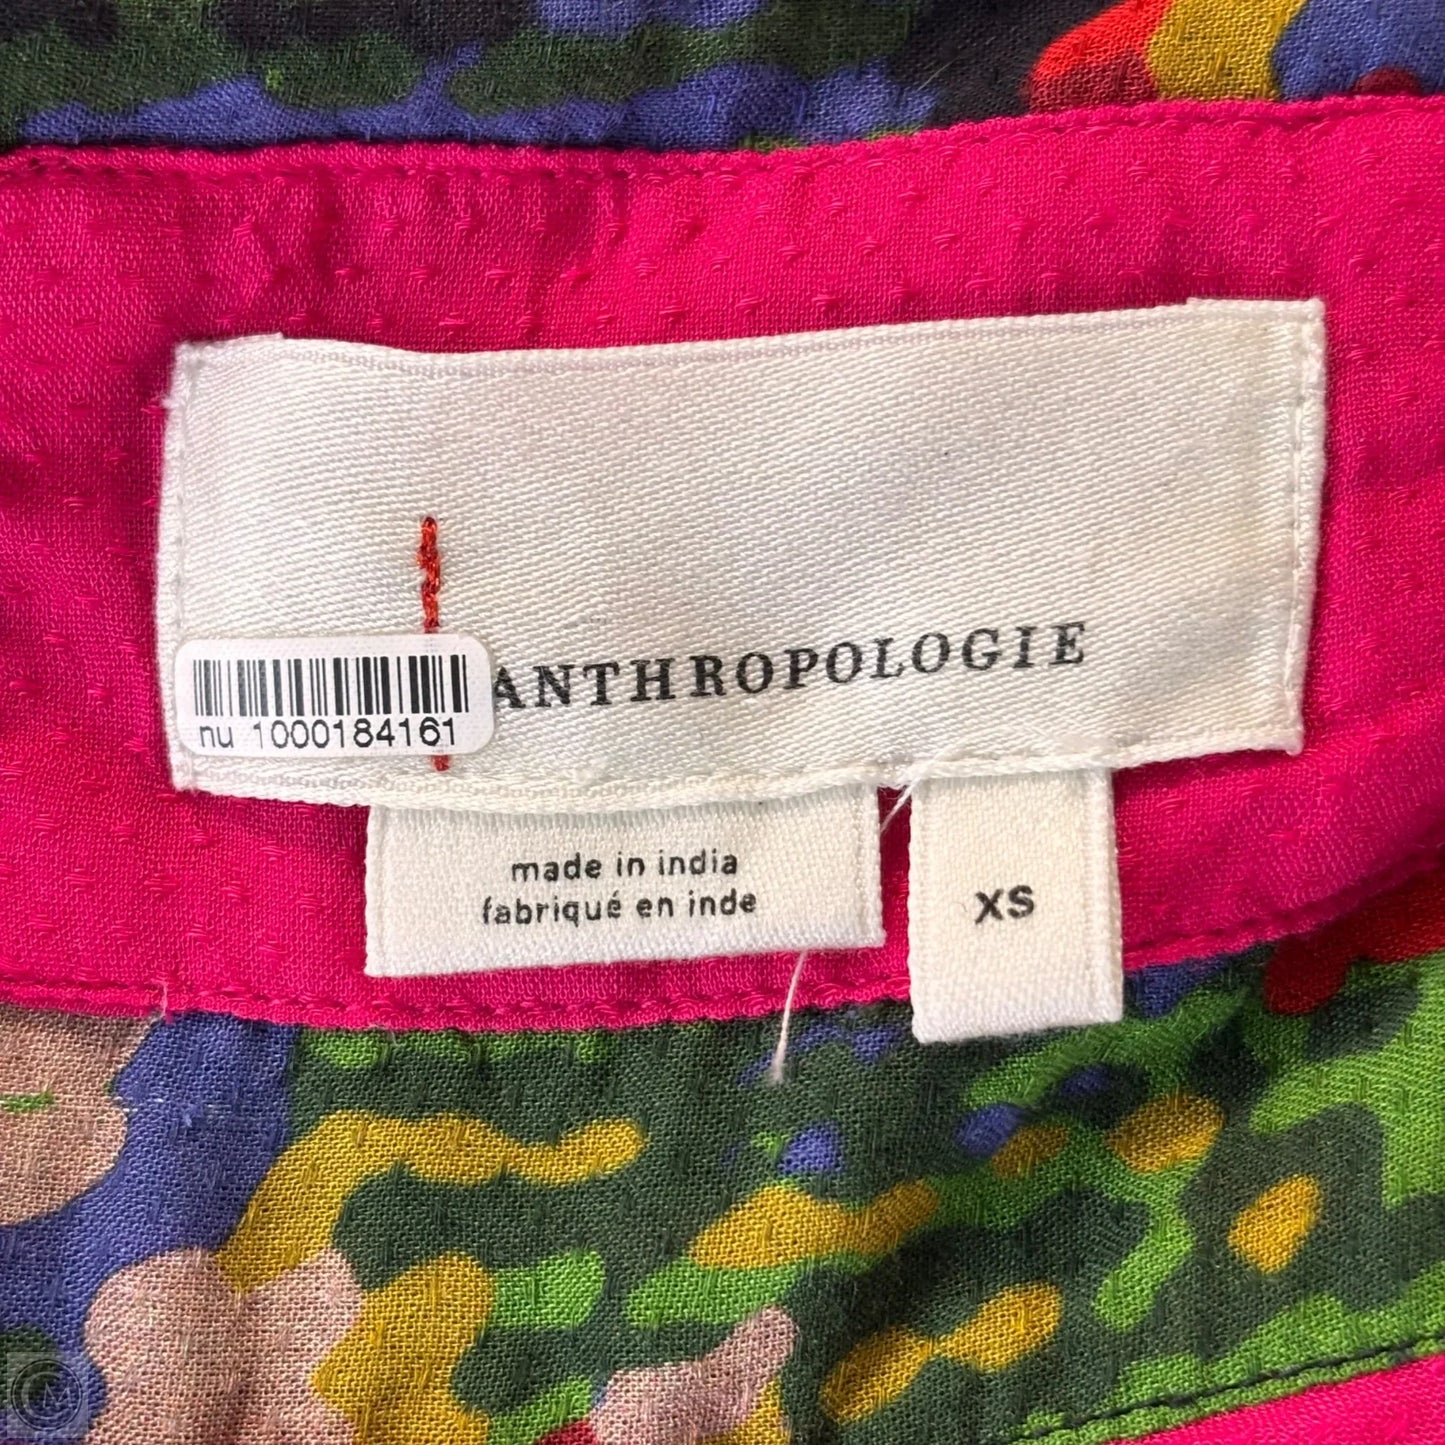 ANTHROPOLOGIE
nu 1000184161
made in india
fabriqué en inde
XS